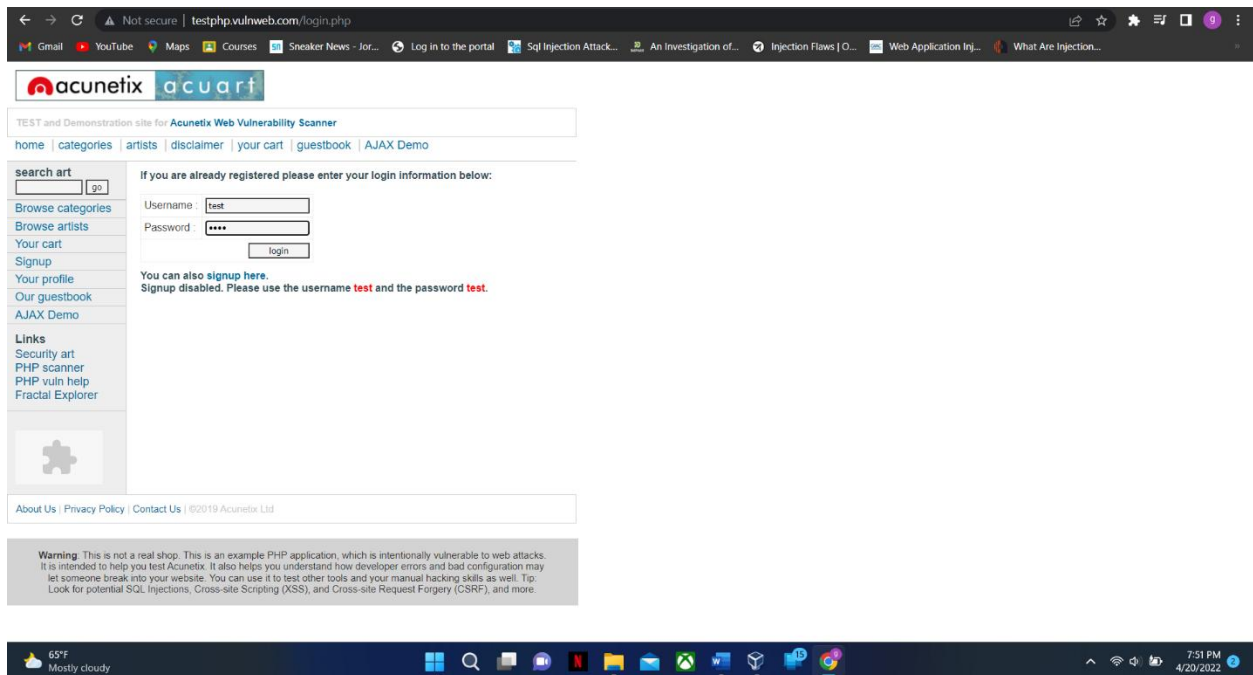 Not secure | testphp.vulnweb.com/login.php
g
Gmail YouTube Maps Courses Sneaker News - Jor... Log in to the portal Sql Injection Attack... An Investigation of... Injection Flaws | O... Web Application Inj... What Are Injection...
acunetix acuart
TEST and Demonstration site for Acunetix Web Vulnerability Scanner
home | categories | artists | disclaimer | your cart | guestbook | AJAX Demo
search art
go
Browse categories
Browse artists
Your cart
Signup
Your profile
Our guestbook
AJAX Demo
Links
Security art
PHP scanner
PHP vuln help
Fractal Explorer
If you are already registered please enter your login information below:
Username : test
Password : ••••
login
You can also signup here.
Signup disabled. Please use the username test and the password test.
About Us | Privacy Policy | Contact Us | ©2019 Acunetix Ltd
Warning: This is not a real shop. This is an example PHP application, which is intentionally vulnerable to web attacks.
It is intended to help you test Acunetix. It also helps you understand how developer errors and bad configuration may
let someone break into your website. You can use it to test other tools and your manual hacking skills as well. Tip:
Look for potential SQL Injections, Cross-site Scripting (XSS), and Cross-site Request Forgery (CSRF), and more.
65°F
Mostly cloudy
15
7:51 PM
4/20/2022
2